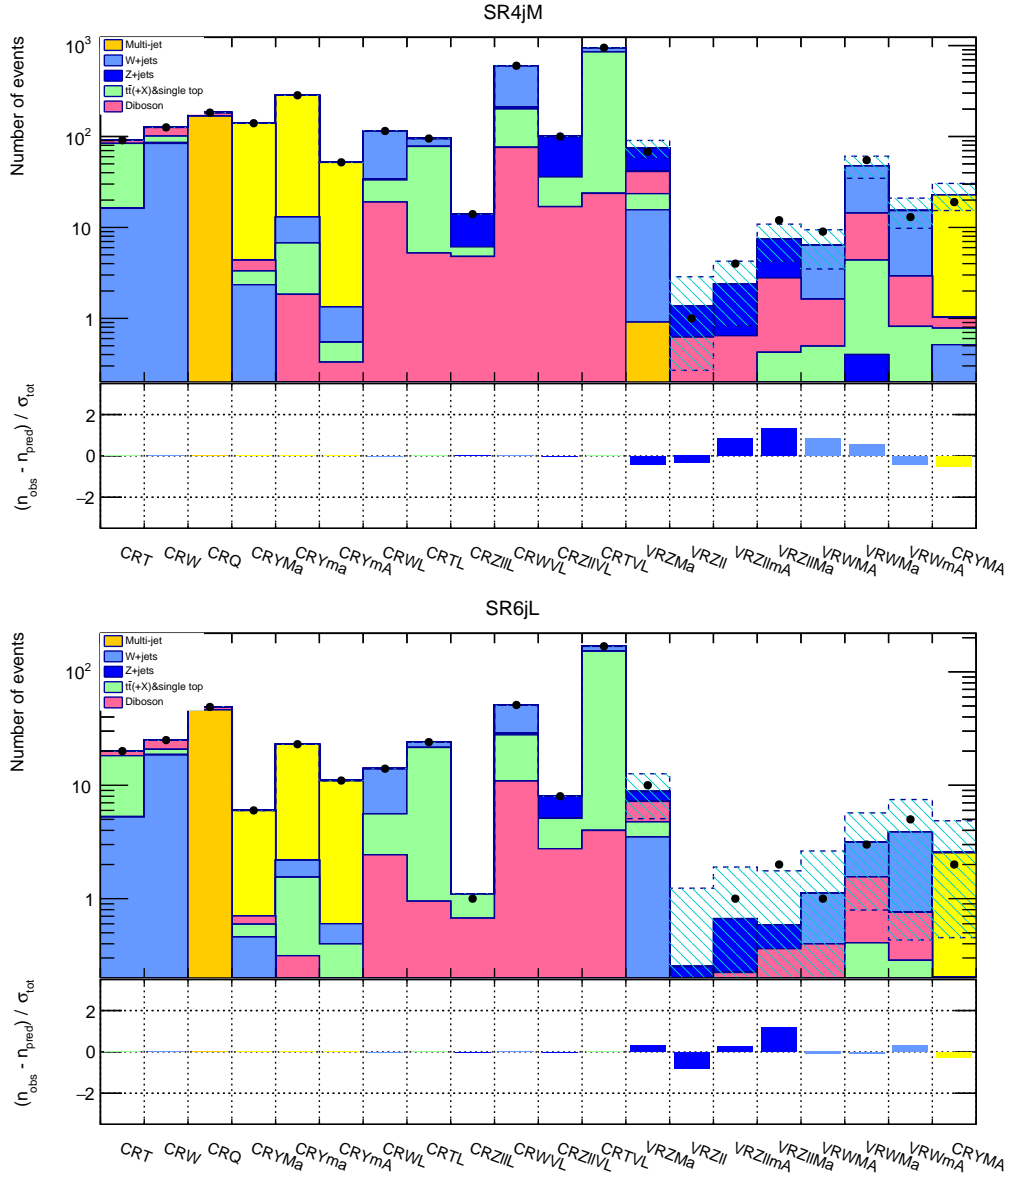 SR4jM
Number of events
10³
10²
10
1
Multi-jet
W+jets
Z+jets
tt̄(+X)&single top
Diboson
(n_obs - n_pred) / σ_tot
2
0
−2
CRT CRW CRQ CRYMa CRYma CRYmA CRWL CRTL CRZllL CRWVL CRZllVL CRTVL VRZMa VRZll VRZllmA VRZllMa VRWMA VRWMa VRWmA CRYMA
SR6jL
Number of events
10²
10
1
Multi-jet
W+jets
Z+jets
tt̄(+X)&single top
Diboson
(n_obs - n_pred) / σ_tot
2
0
−2
CRT CRW CRQ CRYMa CRYma CRYmA CRWL CRTL CRZllL CRWVL CRZllVL CRTVL VRZMa VRZll VRZllmA VRZllMa VRWMA VRWMa VRWmA CRYMA